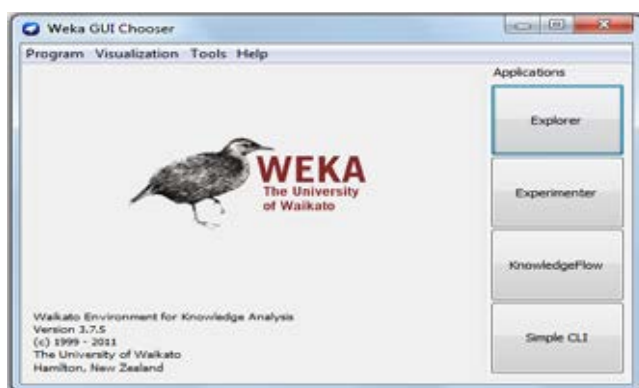 Weka GUI Chooser
Program Visualization Tools Help
Applications
Explorer
WEKA
The University
of Waikato
Experimenter
KnowledgeFlow
Simple CLI
Waikato Environment for Knowledge Analysis
Version 3.7.5
(c) 1999 - 2011
The University of Waikato
Hamilton, New Zealand